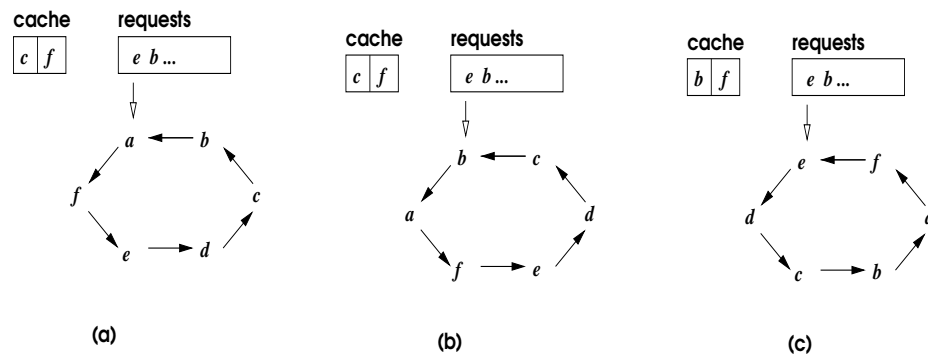 cache requests
c f e b ...
a b
f c
e d
(a)
cache requests
c f e b ...
b c
a d
f e
(b)
cache requests
b f e b ...
e f
d
c b
(c)